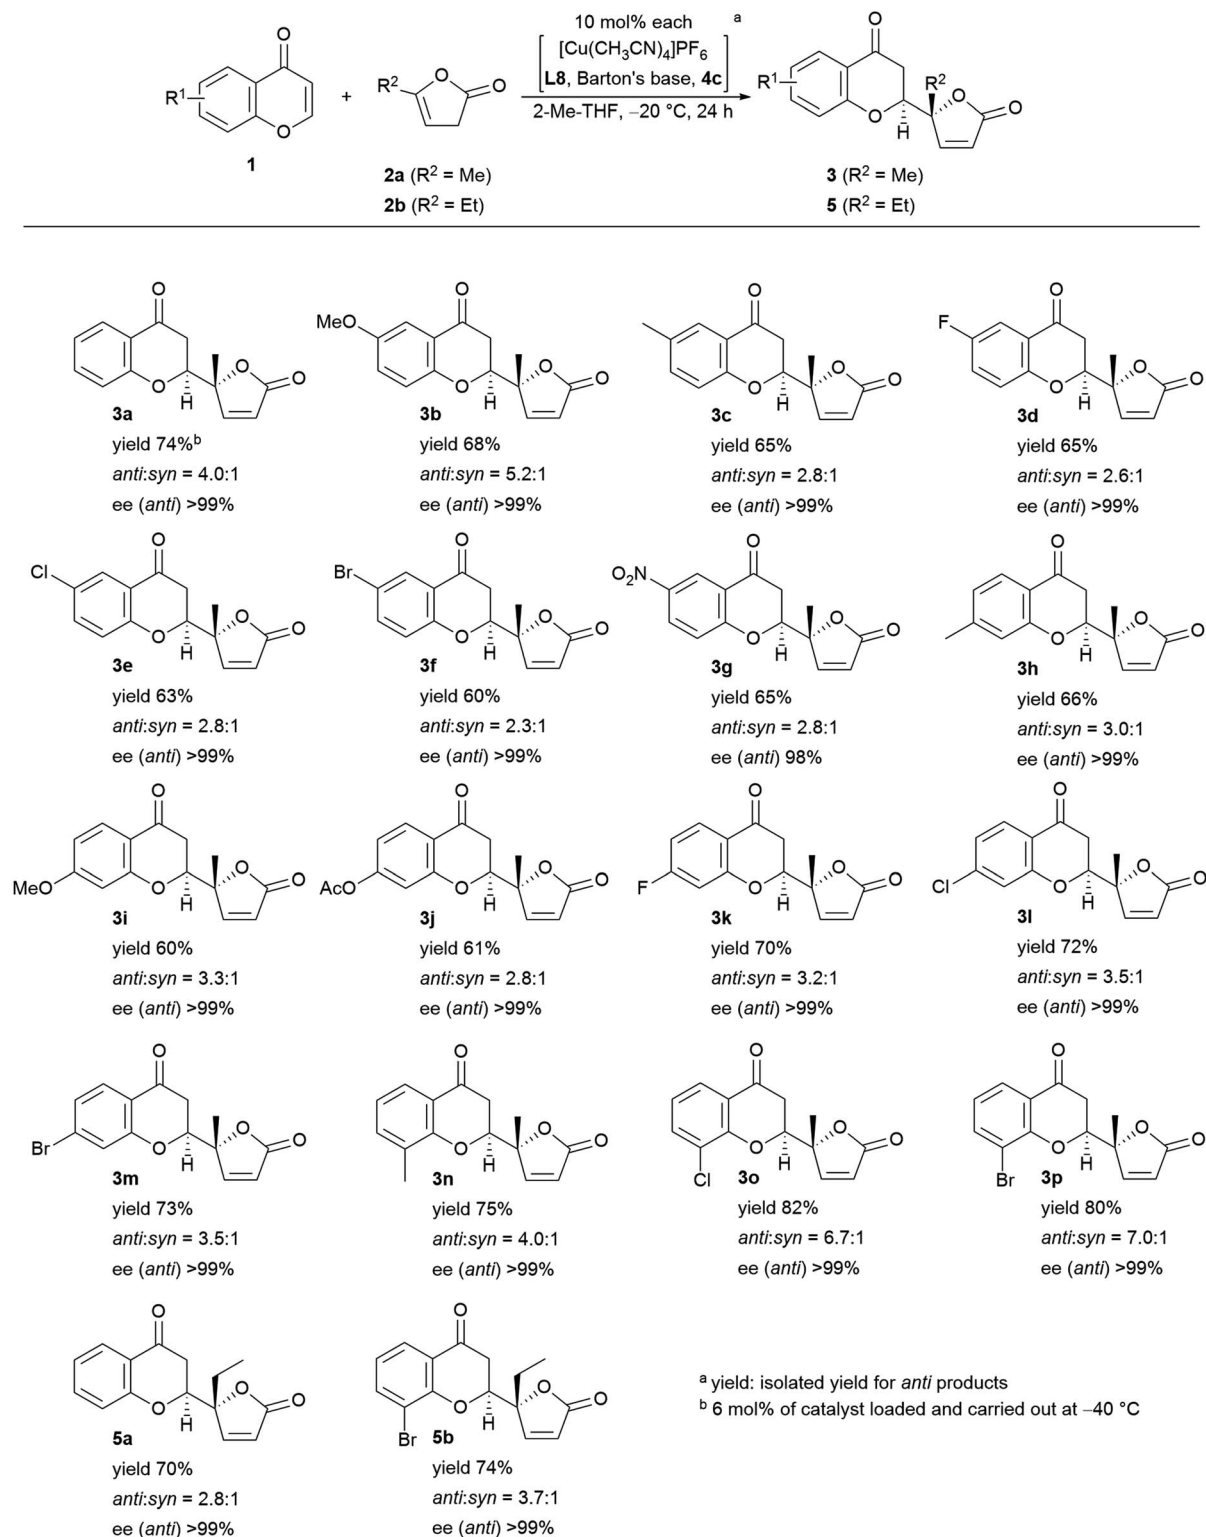 10 mol% each
a
[Cu(CH3CN)4]PF6
L8, Barton's base, 4c
2-Me-THF, –20 °C, 24 h
O
R1
O
1
+
R2
O
O
2a (R2 = Me)
2b (R2 = Et)
O
R1
O
H
R2
O
O
3 (R2 = Me)
5 (R2 = Et)
O
O
H
O
O
3a
yield 74%b
anti:syn = 4.0:1
ee (anti) >99%
MeO
O
O
H
O
O
3b
yield 68%
anti:syn = 5.2:1
ee (anti) >99%
O
O
H
O
O
3c
yield 65%
anti:syn = 2.8:1
ee (anti) >99%
F
O
O
H
O
O
3d
yield 65%
anti:syn = 2.6:1
ee (anti) >99%
Cl
O
O
H
O
O
3e
yield 63%
anti:syn = 2.8:1
ee (anti) >99%
Br
O
O
H
O
O
3f
yield 60%
anti:syn = 2.3:1
ee (anti) >99%
O2N
O
O
H
O
O
3g
yield 65%
anti:syn = 2.8:1
ee (anti) 98%
O
O
H
O
O
3h
yield 66%
anti:syn = 3.0:1
ee (anti) >99%
MeO
O
O
H
O
O
3i
yield 60%
anti:syn = 3.3:1
ee (anti) >99%
AcO
O
O
H
O
O
3j
yield 61%
anti:syn = 2.8:1
ee (anti) >99%
F
O
O
H
O
O
3k
yield 70%
anti:syn = 3.2:1
ee (anti) >99%
Cl
O
O
H
O
O
3l
yield 72%
anti:syn = 3.5:1
ee (anti) >99%
Br
O
O
H
O
O
3m
yield 73%
anti:syn = 3.5:1
ee (anti) >99%
O
O
H
O
O
3n
yield 75%
anti:syn = 4.0:1
ee (anti) >99%
O
O
H
O
O
Cl
3o
yield 82%
anti:syn = 6.7:1
ee (anti) >99%
O
O
H
O
O
Br
3p
yield 80%
anti:syn = 7.0:1
ee (anti) >99%
O
O
H
O
O
5a
yield 70%
anti:syn = 2.8:1
ee (anti) >99%
O
O
H
O
O
Br
5b
yield 74%
anti:syn = 3.7:1
ee (anti) >99%
a yield: isolated yield for anti products
b 6 mol% of catalyst loaded and carried out at –40 °C